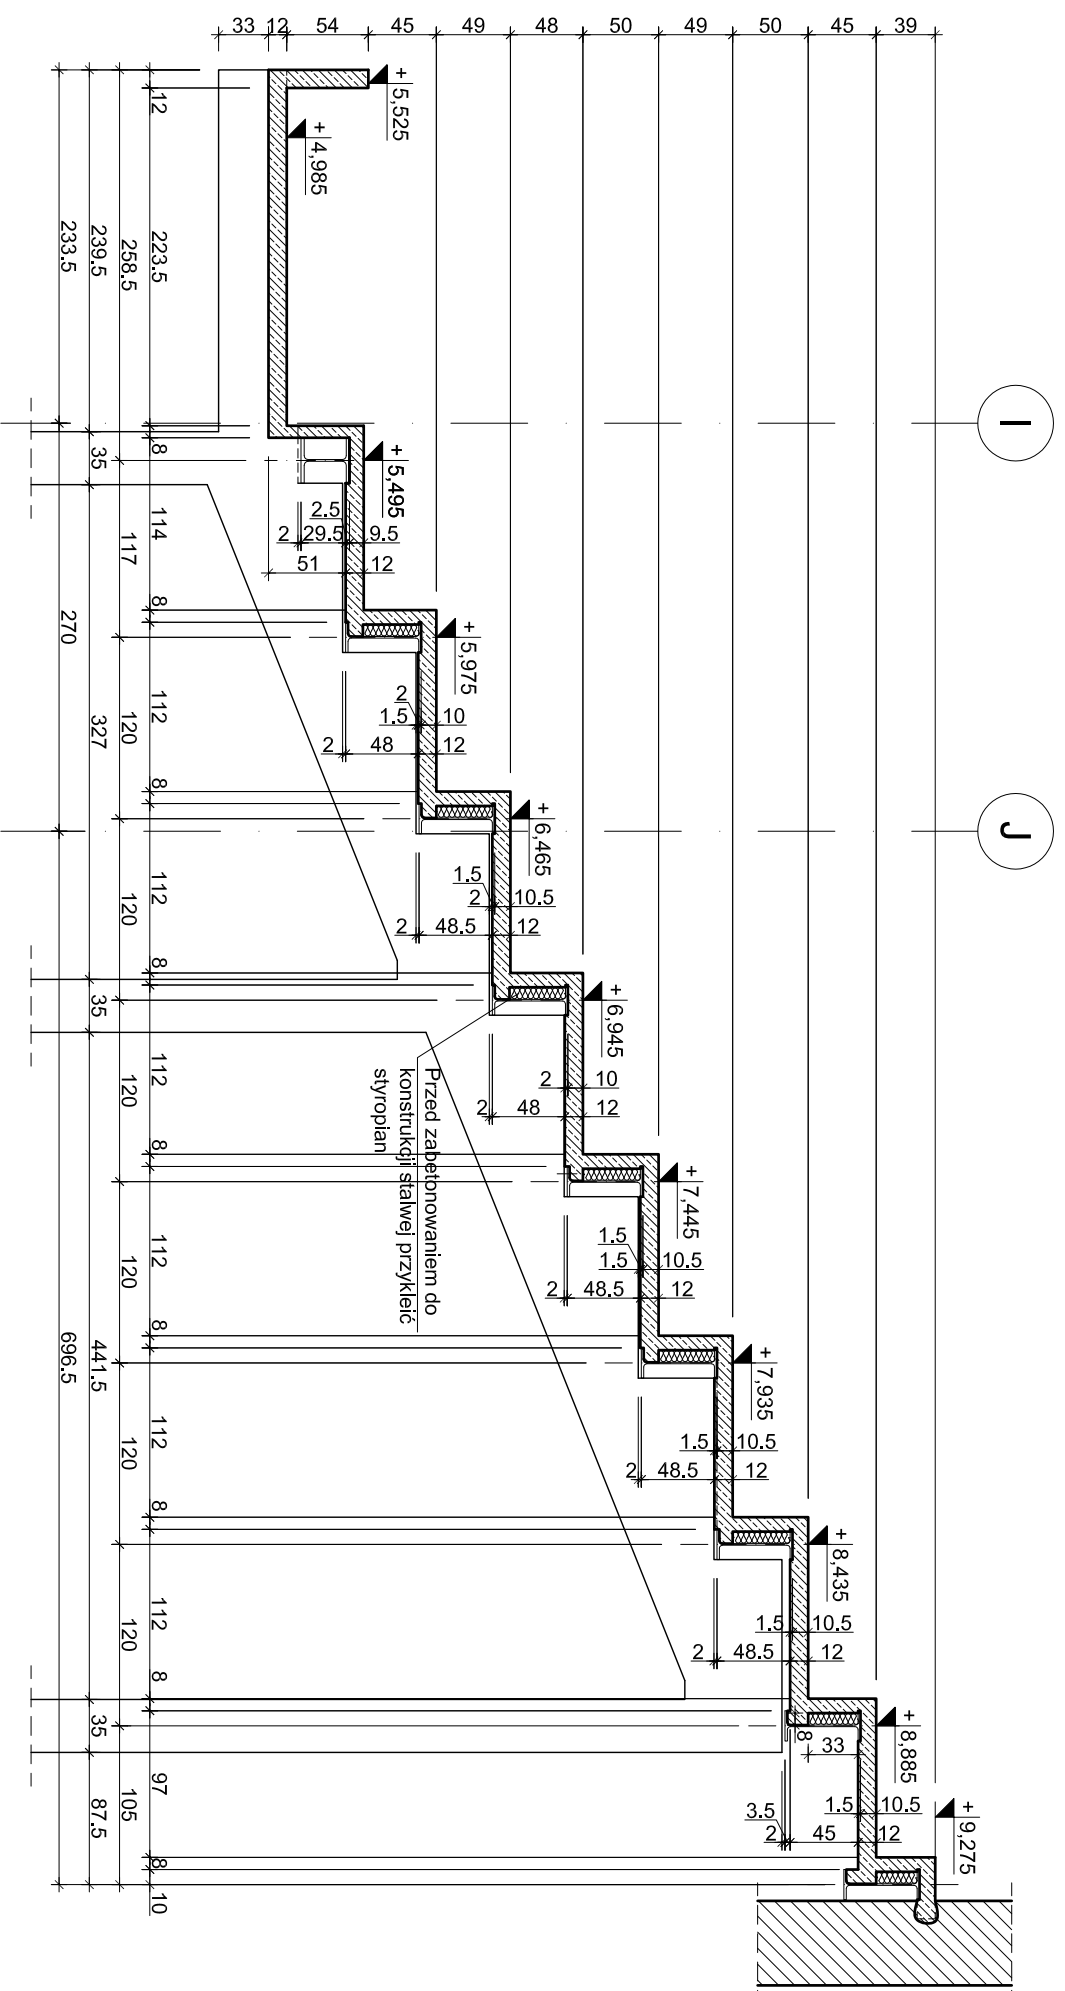 33 12 54 45 49 48 50 49 50 45 39
I
J
+ 5,525
+ 4,985
+ 5,495
+ 5,975
+ 6,465
+ 6,945
+ 7,445
+ 7,935
+ 8,435
+ 8,885
+ 9,275
2.5
2 29.5 9.5
51 12
2
1.5 10
2 48 12
1.5
2 10.5
2 48.5 12
2 10
2 48 12
1.5
1.5 10.5
2 48.5 12
1.5 10.5
2 48.5 12
1.5 10.5
2 48.5 12
8
33
1.5 10.5
3.5
2 45 12
Przed zabetonowaniem do
konstrukcji stalwej przykleić
styropian
12 223.5 8 114 8 112 8 112 8 112 8 112 8 112 8 112 8 97 8 10
258.5 117 120 120 120 120 120 120 105
239.5 35 327 35 441.5 35 87.5
233.5 270 696.5